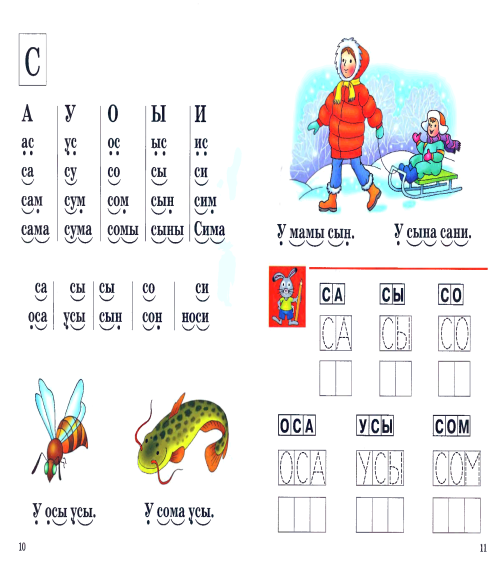 С
А У О Ы И
ас ус ос ыс ис
са су со сы си
сам сум сом сын сим
сама сума сомы сыны Сима
са сы сы со си
оса усы сын сон носи
У осы усы.
У сома усы.
10
У мамы сын.
У сына сани.
СА СЫ СО
СА СЫ СО
ОСА УСЫ СОМ
ОСА УСЫ СОМ
11